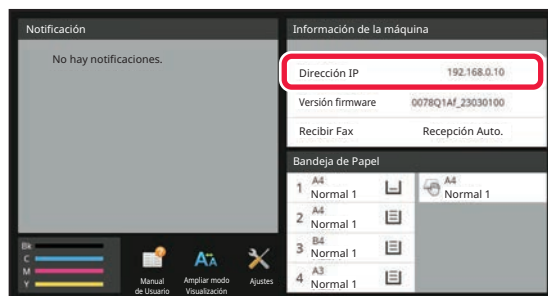 Notificación
No hay notificaciones.
Información de la máquina
Dirección IP 192.168.0.10
Versión firmware 0078Q1Af_23030100
Recibir Fax Recepción Auto.
Bandeja de Papel
1 A4
Normal 1
A4
Normal 1
2 A4
Normal 1
3 B4
Normal 1
4 A3
Normal 1
Bk
C
M
Y
Manual
de Usuario
Ampliar modo
Visualización
Ajustes